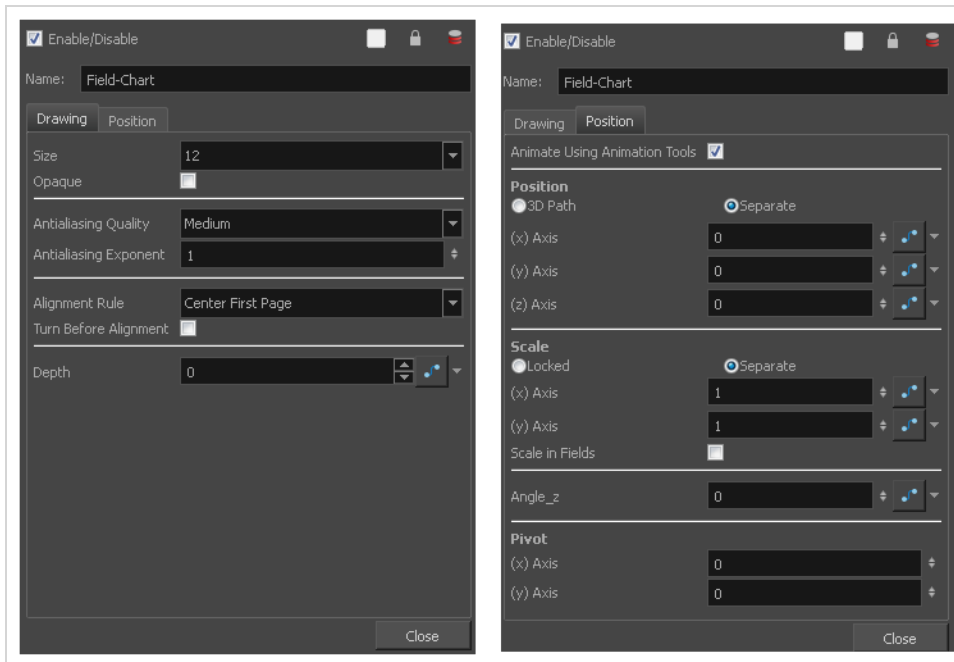 Enable/Disable
Name: Field-Chart
Drawing Position
Size 12
Opaque
Antialiasing Quality Medium
Antialiasing Exponent 1
Alignment Rule Center First Page
Turn Before Alignment
Depth 0
Close
Enable/Disable
Name: Field-Chart
Drawing Position
Animate Using Animation Tools
Position
3D Path Separate
(x) Axis 0
(y) Axis 0
(z) Axis 0
Scale
Locked Separate
(x) Axis 1
(y) Axis 1
Scale in Fields
Angle_z 0
Pivot
(x) Axis 0
(y) Axis 0
Close